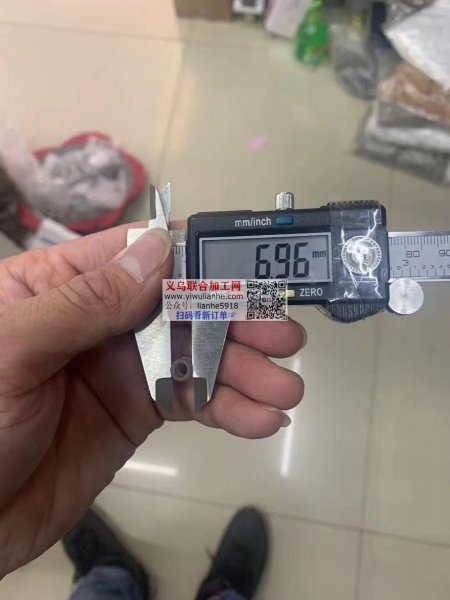 mm/inch
6.96 mm
ZERO
80 90
3
义乌联合加工网
www.yiwulianhe.com
公众号：lianhe5918
扫码看新订单